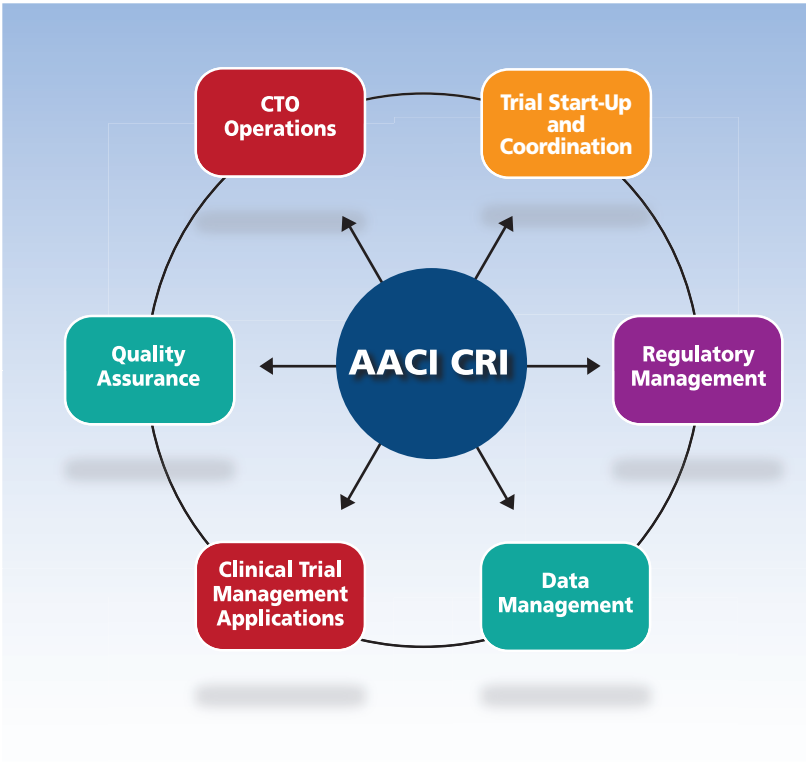 CTO
Operations
Trial Start-Up
and
Coordination
Quality
Assurance
AACI CRI
Regulatory
Management
Clinical Trial
Management
Applications
Data
Management